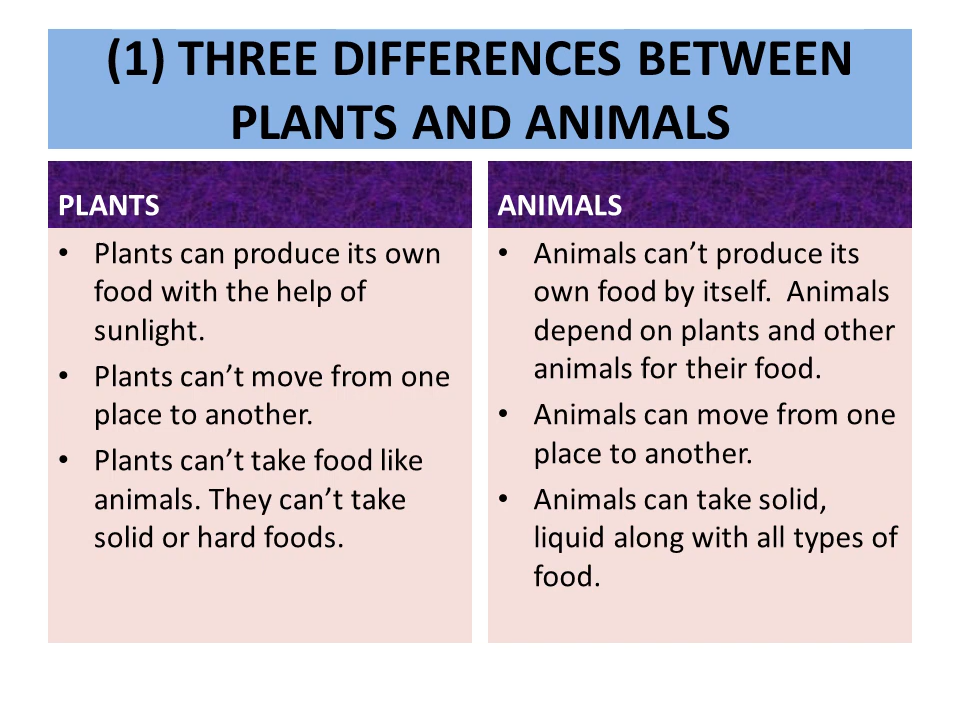 (1) THREE DIFFERENCES BETWEEN
PLANTS AND ANIMALS
PLANTS
• Plants can produce its own
food with the help of
sunlight.
• Plants can’t move from one
place to another.
• Plants can’t take food like
animals. They can’t take
solid or hard foods.
ANIMALS
• Animals can’t produce its
own food by itself.  Animals
depend on plants and other
animals for their food.
• Animals can move from one
place to another.
• Animals can take solid,
liquid along with all types of
food.